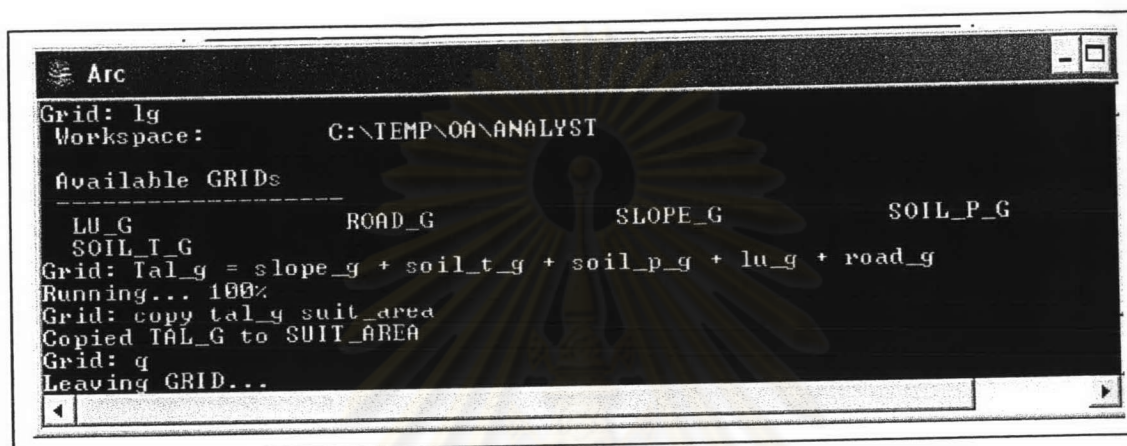 Arc
Grid: lg
Workspace: C:\TEMP\OA\ANALYST
Available GRIDs
--------------------
LU_G ROAD_G SLOPE_G SOIL_P_G
SOIL_T_G
Grid: Tal_g = slope_g + soil_t_g + soil_p_g + lu_g + road_g
Running... 100%
Grid: copy tal_g suit_area
Copied TAL_G to SUIT_AREA
Grid: q
Leaving GRID...